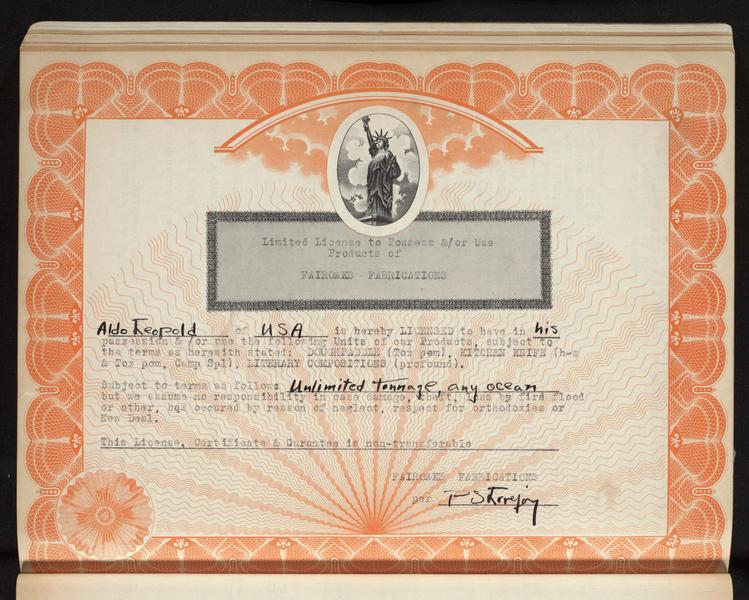 Limited License to Possess &/or Use
Products of
FAIROAKS FABRICATIONS
Aldo Leopold of USA is hereby LICENSED to have in his
possession & /or use the following Units of our Products, subject to
the terms as herewith stated: DOUGHPADDLE (Tox pom), KITCHEN KNIFE (h-s
& Tox pom, Camp Spl), LITERARY COMPOSITIONS (profound).
Subject to terms as follows Unlimited Tonnage, any ocean
but we assume no responsibility in case damage, theft, loss by fire flood
or other, has occured by reason of neglect, respect for orthodoxies or
New Deal.
This License, Certificate & Gurantee is non-transferable
FAIROAKS FABRICATIONS
per P S Lovejoy